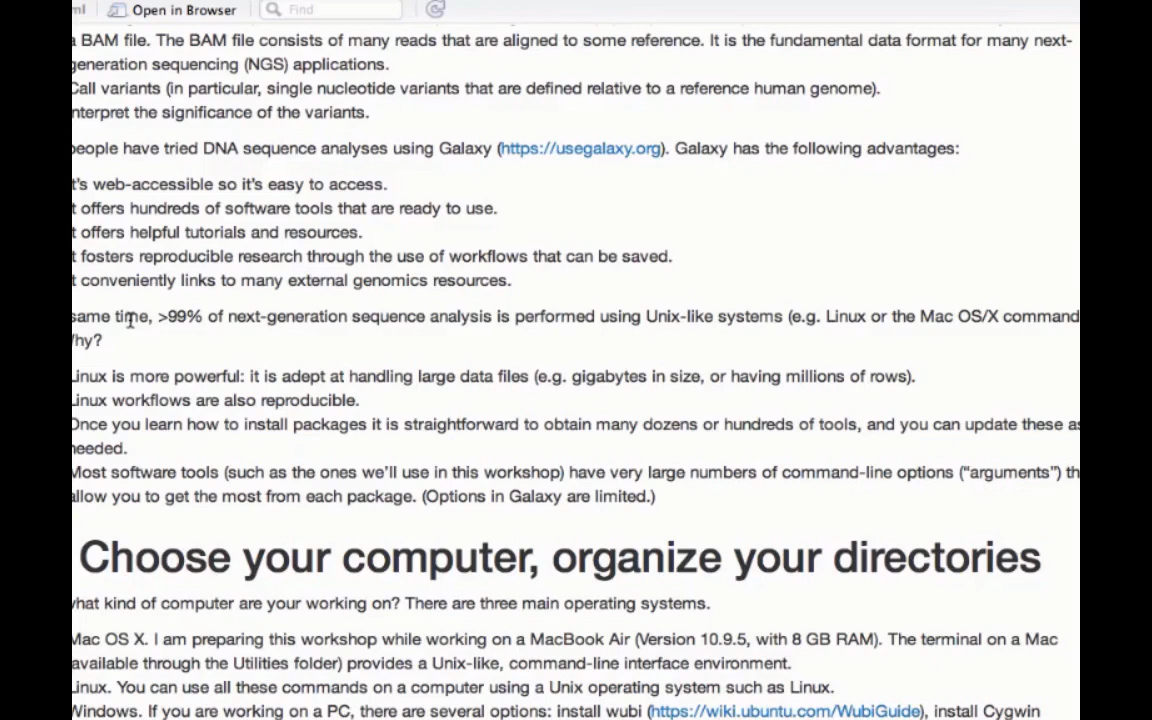 Open in Browser
Find
a BAM file. The BAM file consists of many reads that are aligned to some reference. It is the fundamental data format for many next-
generation sequencing (NGS) applications.
Call variants (in particular, single nucleotide variants that are defined relative to a reference human genome).
nterpret the significance of the variants.
people have tried DNA sequence analyses using Galaxy (https://usegalaxy.org). Galaxy has the following advantages:
t's web-accessible so it's easy to access.
t offers hundreds of software tools that are ready to use.
t offers helpful tutorials and resources.
t fosters reproducible research through the use of workflows that can be saved.
t conveniently links to many external genomics resources.
same time, >99% of next-generation sequence analysis is performed using Unix-like systems (e.g. Linux or the Mac OS/X command
hy?
Linux is more powerful: it is adept at handling large data files (e.g. gigabytes in size, or having millions of rows).
Linux workflows are also reproducible.
Once you learn how to install packages it is straightforward to obtain many dozens or hundreds of tools, and you can update these as
needed.
Most software tools (such as the ones we'll use in this workshop) have very large numbers of command-line options ("arguments") th
allow you to get the most from each package. (Options in Galaxy are limited.)
Choose your computer, organize your directories
what kind of computer are your working on? There are three main operating systems.
Mac OS X. I am preparing this workshop while working on a MacBook Air (Version 10.9.5, with 8 GB RAM). The terminal on a Mac
(available through the Utilities folder) provides a Unix-like, command-line interface environment.
Linux. You can use all these commands on a computer using a Unix operating system such as Linux.
Windows. If you are working on a PC, there are several options: install wubi (https://wiki.ubuntu.com/WubiGuide), install Cygwin